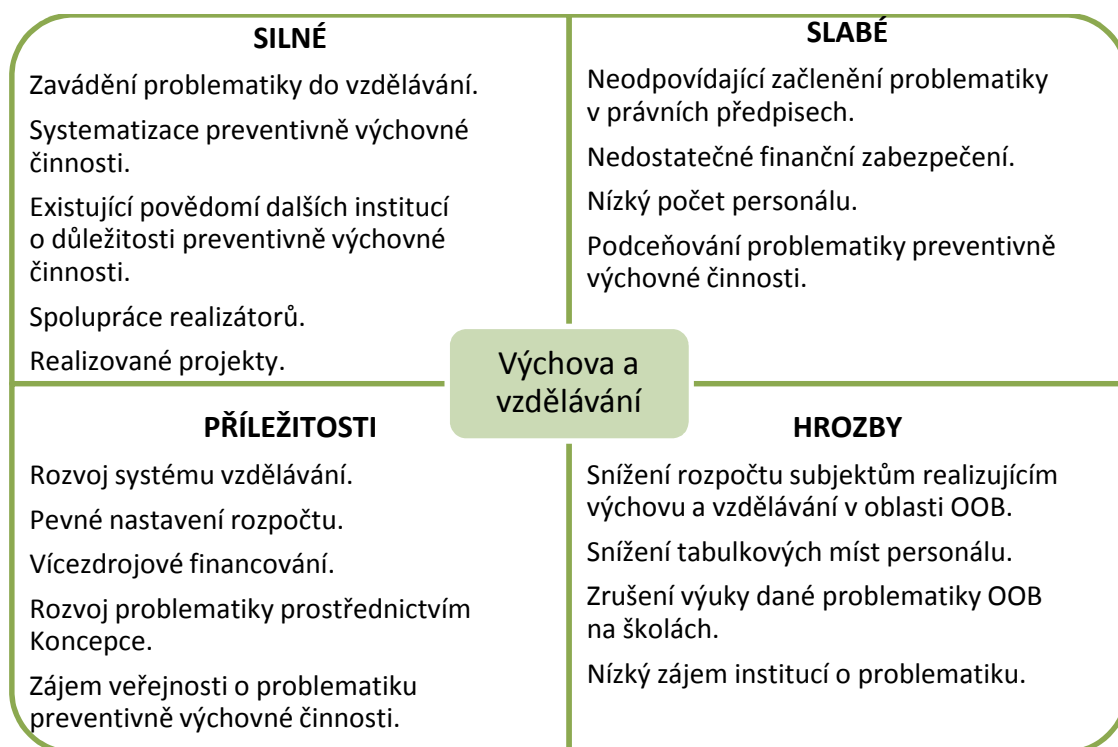 SILNÉ
Zavádění problematiky do vzdělávání.
Systematizace preventivně výchovné
činnosti.
Existující povědomí dalších institucí
o důležitosti preventivně výchovné
činnosti.
Spolupráce realizátorů.
Realizované projekty.
SLABÉ
Neodpovídající začlenění problematiky
v právních předpisech.
Nedostatečné finanční zabezpečení.
Nízký počet personálu.
Podceňování problematiky preventivně
výchovné činnosti.
Výchova a
vzdělávání
PŘÍLEŽITOSTI
Rozvoj systému vzdělávání.
Pevné nastavení rozpočtu.
Vícezdrojové financování.
Rozvoj problematiky prostřednictvím
Koncepce.
Zájem veřejnosti o problematiku
preventivně výchovné činnosti.
HROZBY
Snížení rozpočtu subjektům realizujícím
výchovu a vzdělávání v oblasti OOB.
Snížení tabulkových míst personálu.
Zrušení výuky dané problematiky OOB
na školách.
Nízký zájem institucí o problematiku.